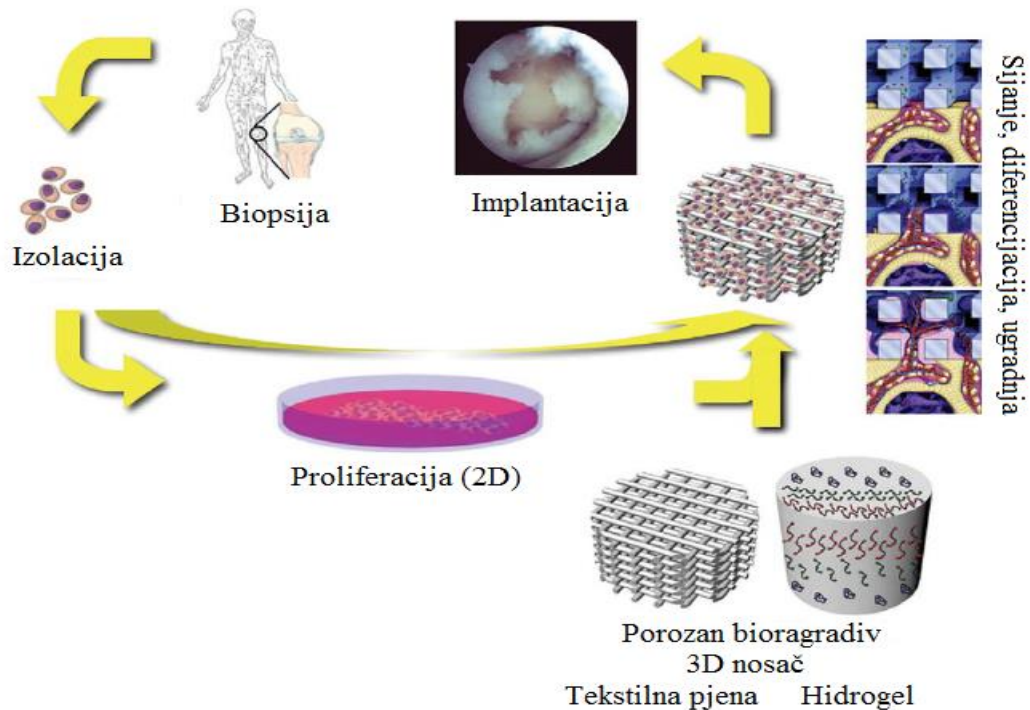 Biopsija
Implantacija
Izolacija
Sijanje, diferencijacija, ugradnja
Proliferacija (2D)
Porozan bioragradiv
3D nosač
Tekstilna pjena Hidrogel